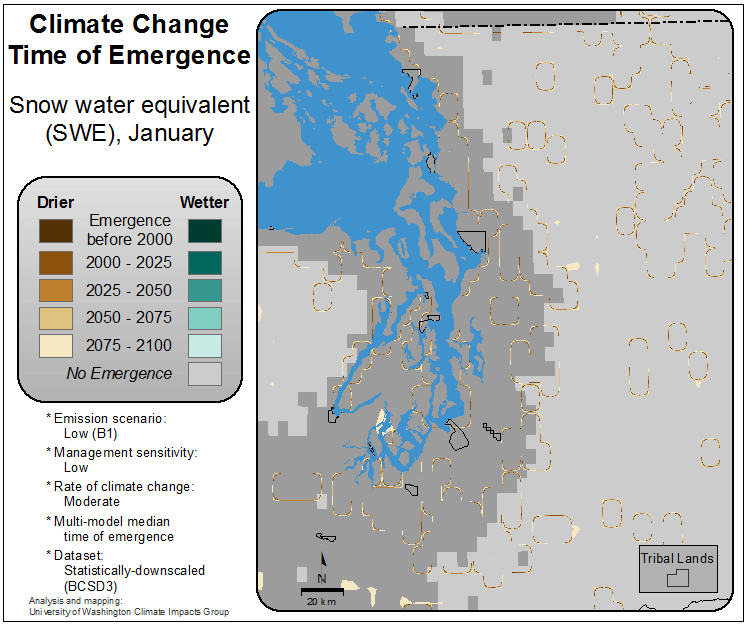 Climate Change
Time of Emergence
Snow water equivalent
(SWE), January
Drier
Wetter
Emergence
before 2000
2000 - 2025
2025 - 2050
2050 - 2075
2075 - 2100
No Emergence
* Emission scenario:
Low (B1)
* Management sensitivity:
Low
* Rate of climate change:
Moderate
* Multi-model median
time of emergence
* Dataset:
Statistically-downscaled
(BCSD3)
Analysis and mapping:
University of Washington Climate Impacts Group
N
20 km
Tribal Lands